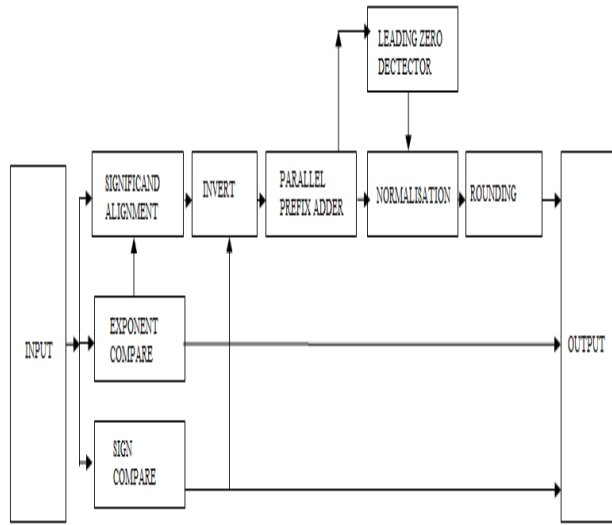 LEADING ZERO
DECTECTOR
SIGNIFICAND
ALIGNMENT
INVERT
PARALLEL
PREFIX ADDER
NORMALISATION
ROUNDING
INPUT
EXPONENT
COMPARE
OUTPUT
SIGN
COMPARE